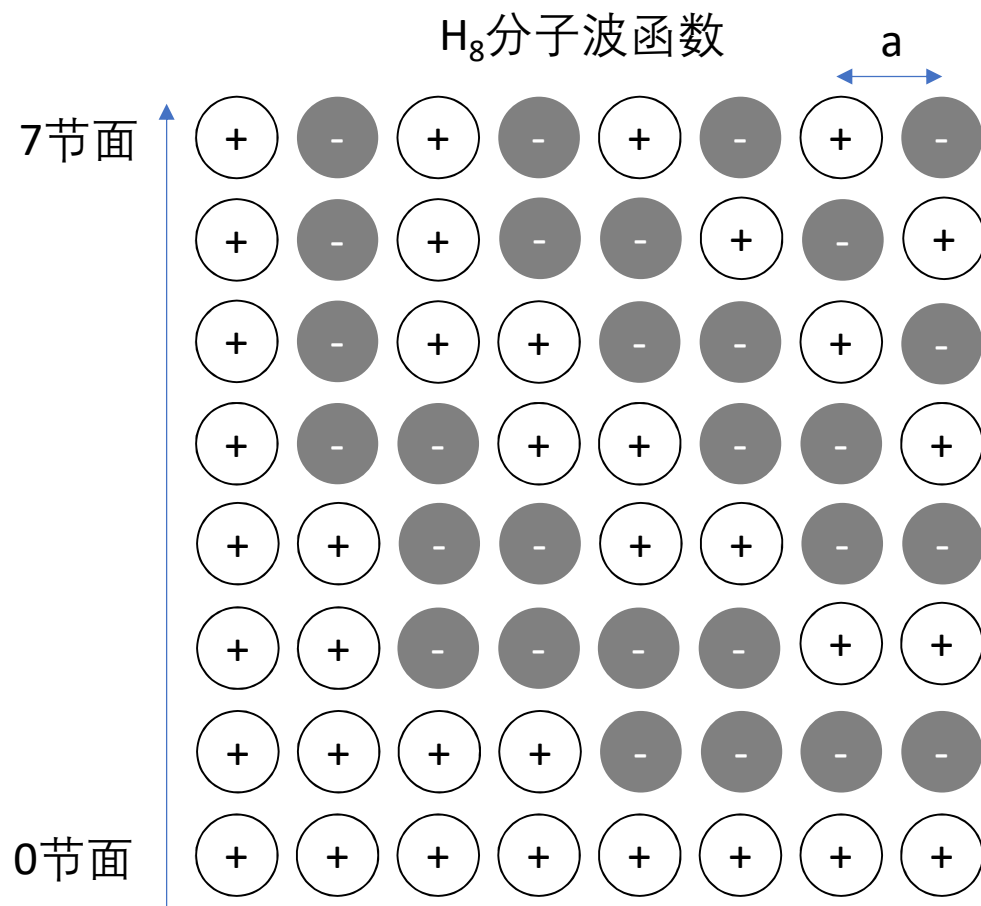 H₈分子波函数
a
7节面
+ - + - + - + -
+ - + - - + - +
+ - + + - - + -
+ - - + + - - +
+ + - - + + - -
+ + - - - - + +
+ + + + - - - -
0节面
+ + + + + + + +